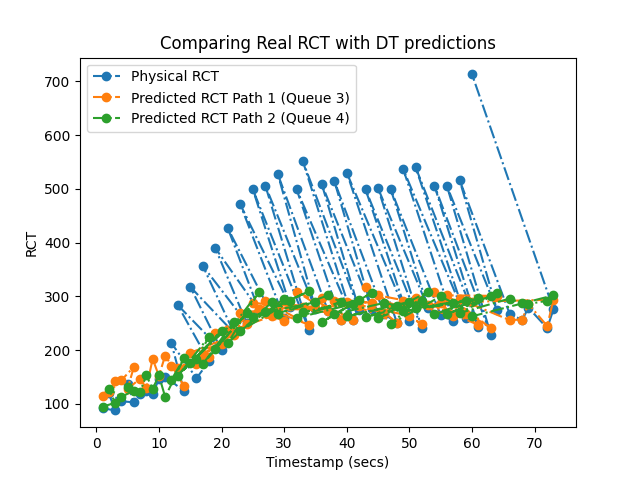 Comparing Real RCT with DT predictions
Physical RCT
Predicted RCT Path 1 (Queue 3)
Predicted RCT Path 2 (Queue 4)
700
600
500
400
300
200
100
RCT
0 10 20 30 40 50 60 70
Timestamp (secs)